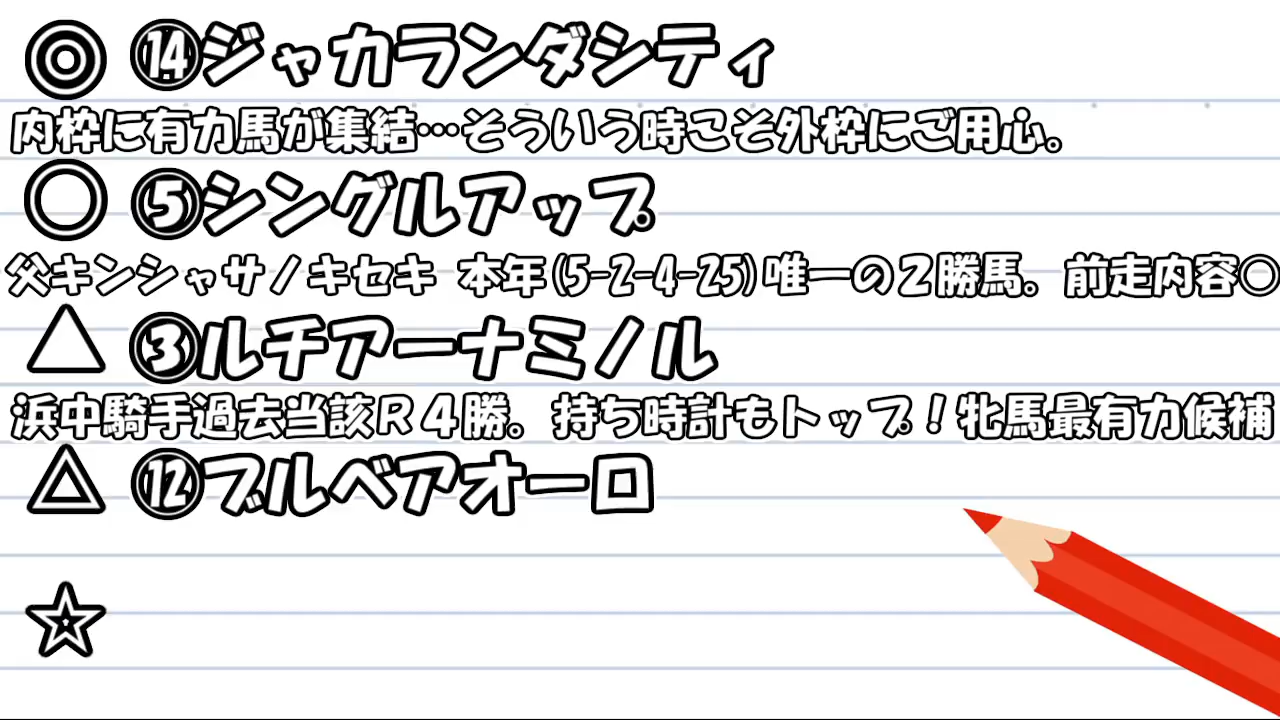 ◎ ⑭ジャカランダシティ
内枠に有力馬が集結…そういう時こそ外枠にご用心。
○ ⑤シングルアップ
父キンシャサノキセキ 本年(5-2-4-25)唯一の2勝馬。前走内容○
△ ③ルチアーナミノル
浜中騎手過去当該R4勝。持ち時計もトップ!牝馬最有力候補
△ ⑫ブルベアオーロ
☆